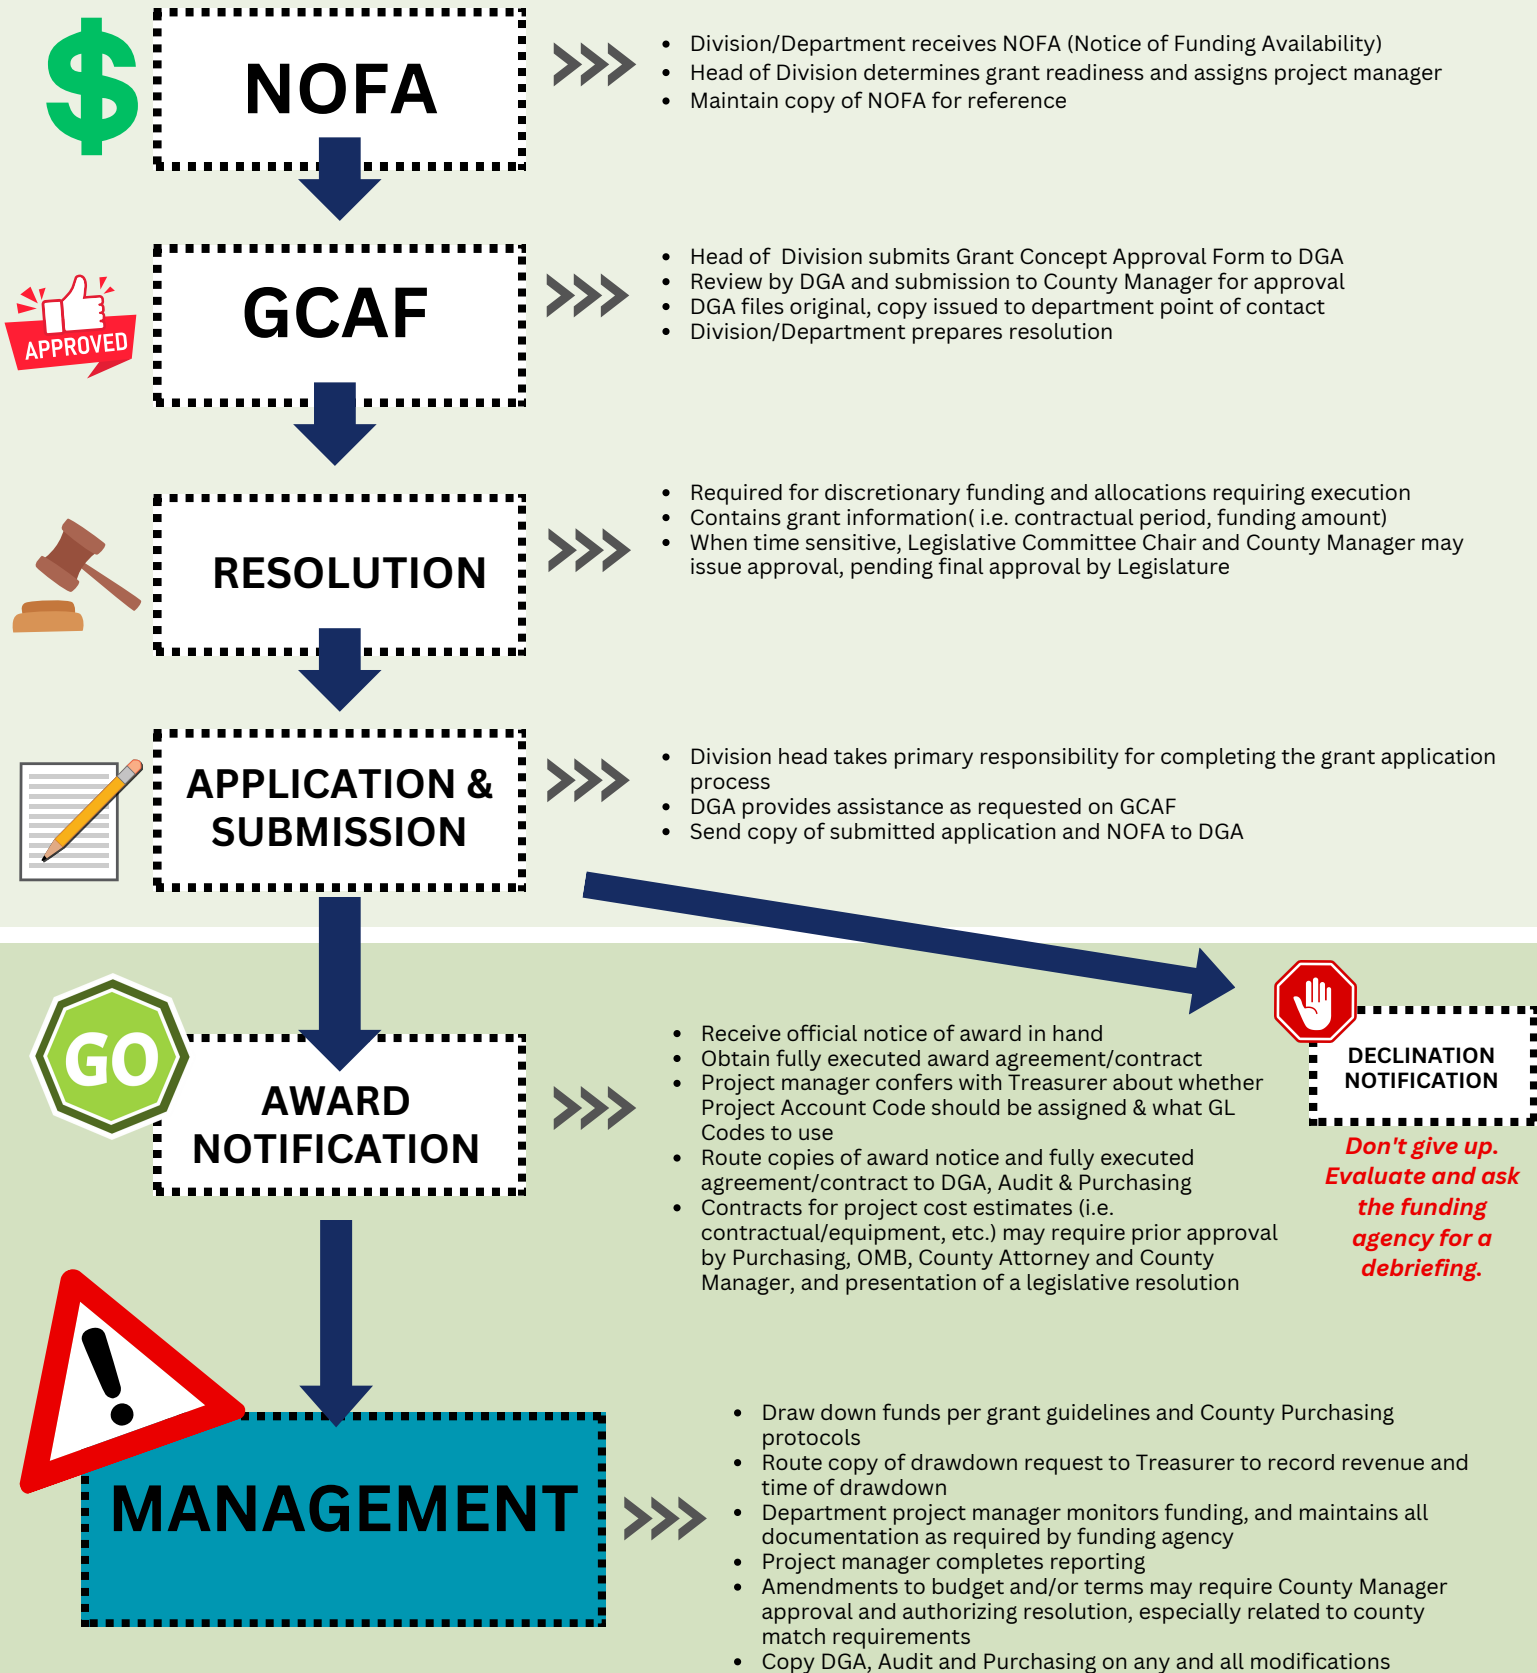 NOFA
• Division/Department receives NOFA (Notice of Funding Availability)
• Head of Division determines grant readiness and assigns project manager
• Maintain copy of NOFA for reference
APPROVED
GCAF
• Head of  Division submits Grant Concept Approval Form to DGA
• Review by DGA and submission to County Manager for approval
• DGA files original, copy issued to department point of contact
• Division/Department prepares resolution
RESOLUTION
• Required for discretionary funding and allocations requiring execution
• Contains grant information( i.e. contractual period, funding amount)
• When time sensitive, Legislative Committee Chair and County Manager may
issue approval, pending final approval by Legislature
APPLICATION &
SUBMISSION
• Division head takes primary responsibility for completing the grant application
process
• DGA provides assistance as requested on GCAF
• Send copy of submitted application and NOFA to DGA
GO
AWARD
NOTIFICATION
• Receive official notice of award in hand
• Obtain fully executed award agreement/contract
• Project manager confers with Treasurer about whether
Project Account Code should be assigned & what GL
Codes to use
• Route copies of award notice and fully executed
agreement/contract to DGA, Audit & Purchasing
• Contracts for project cost estimates (i.e.
contractual/equipment, etc.) may require prior approval
by Purchasing, OMB, County Attorney and County
Manager, and presentation of a legislative resolution
DECLINATION
NOTIFICATION
Don't give up.
Evaluate and ask
the funding
agency for a
debriefing.
MANAGEMENT
• Draw down funds per grant guidelines and County Purchasing
protocols
• Route copy of drawdown request to Treasurer to record revenue and
time of drawdown
• Department project manager monitors funding, and maintains all
documentation as required by funding agency
• Project manager completes reporting
• Amendments to budget and/or terms may require County Manager
approval and authorizing resolution, especially related to county
match requirements
• Copy DGA, Audit and Purchasing on any and all modifications